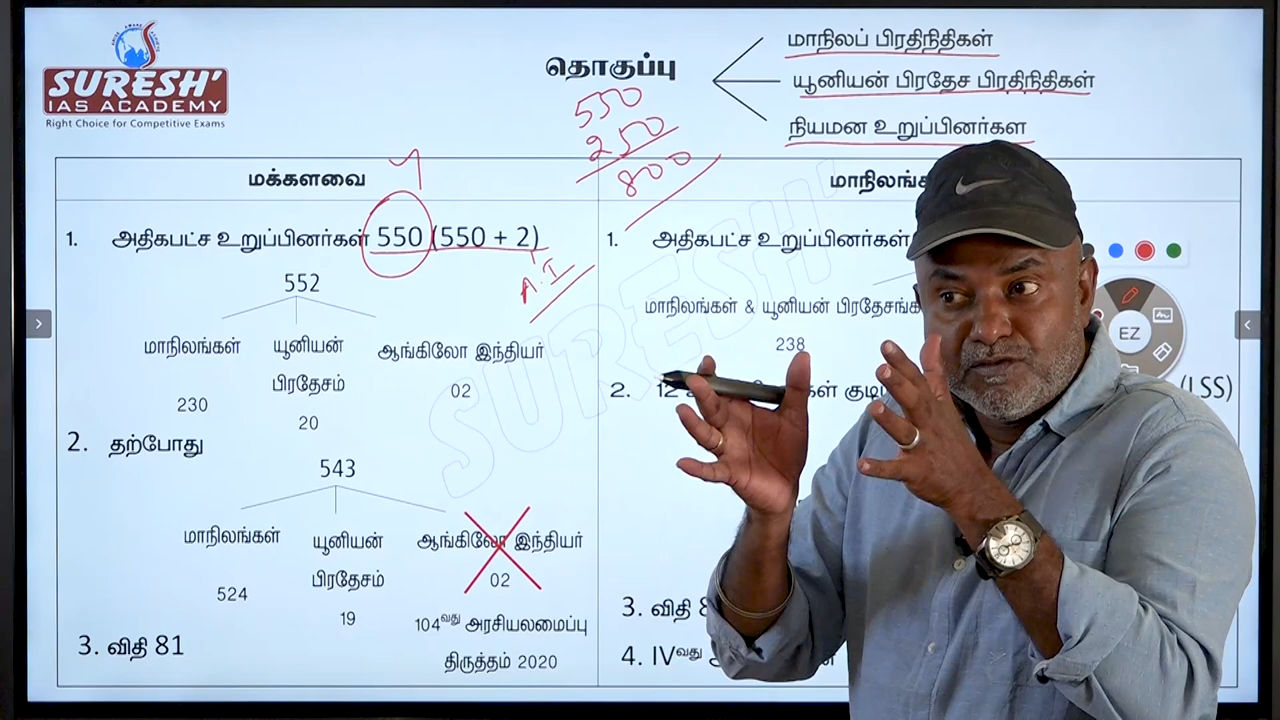 SURESH'
IAS ACADEMY
Right Choice for Competitive Exams
தொகுப்பு
மாநிலப் பிரதிநிதிகள்
யூனியன் பிரதேச பிரதிநிதிகள்
நியமன உறுப்பினர்கள
550
250
800
மக்களவை
1. அதிகபட்ச உறுப்பினர்கள் 550 (550 + 2)
A.I
552
மாநிலங்கள்
230
யூனியன்
பிரதேசம்
20
ஆங்கிலோ இந்தியர்
02
2. தற்போது
543
மாநிலங்கள்
524
யூனியன்
பிரதேசம்
19
ஆங்கிலோ இந்தியர்
02
104வது அரசியலமைப்பு
திருத்தம் 2020
3. விதி 81
1. அதிகபட்ச உறுப்பினர்கள்
மாநிலங்கள் & யூனியன்
238
2. 12
(LSS)
3. விதி
4. IVவது
SURESH'
EZ